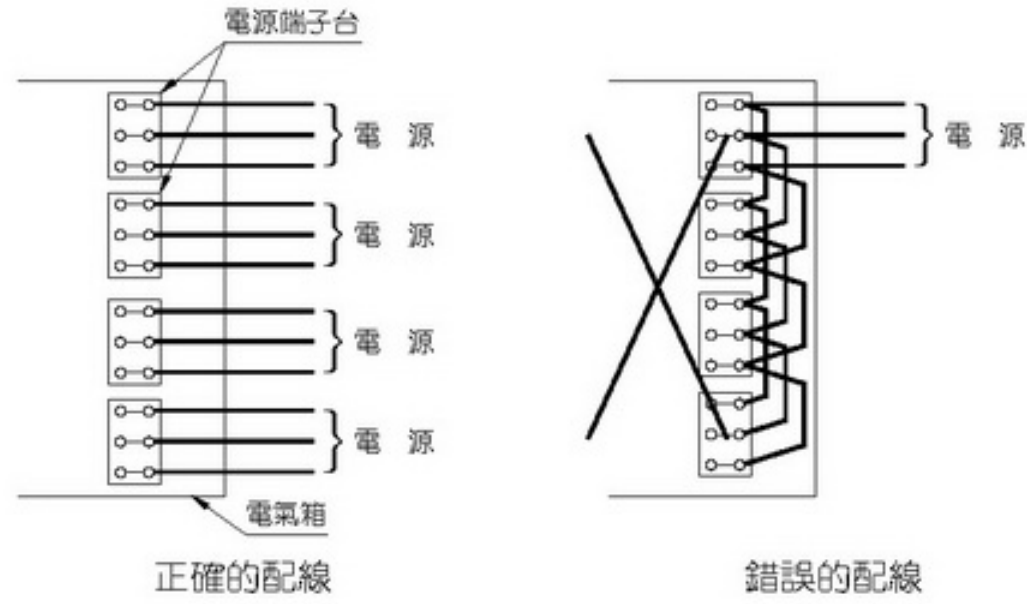 電源端子台
電 源
電 源
電 源
電 源
電氣箱
正確的配線
電 源
錯誤的配線